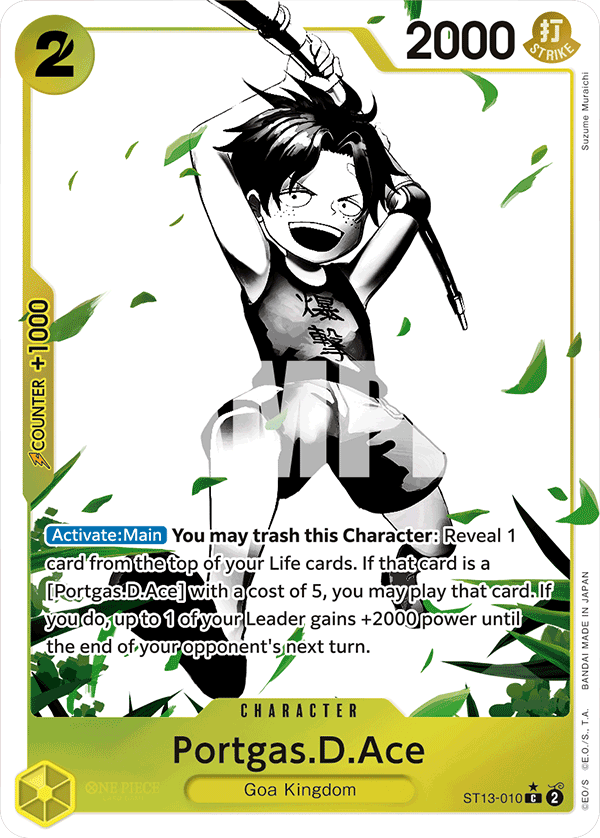 2
2000
打
STRIKE
Suzume Muraichi
COUNTER +1000
爆
撃
Activate:Main You may trash this Character: Reveal 1
card from the top of your Life cards. If that card is a
[Portgas.D.Ace] with a cost of 5, you may play that card. If
you do, up to 1 of your Leader gains +2000 power until
the end of your opponent's next turn.
©E.O./S., T.A. BANDAI MADE IN JAPAN
©EO/S
CHARACTER
Portgas.D.Ace
ONE PIECE
Goa Kingdom
ST13-010 C 2